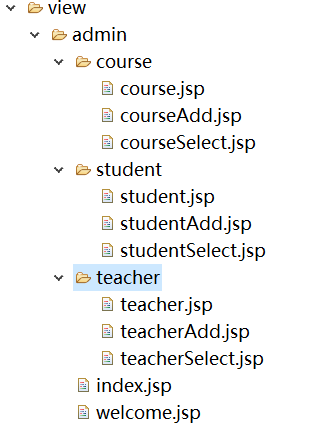 view
admin
course
course.jsp
courseAdd.jsp
courseSelect.jsp
student
student.jsp
studentAdd.jsp
studentSelect.jsp
teacher
teacher.jsp
teacherAdd.jsp
teacherSelect.jsp
index.jsp
welcome.jsp